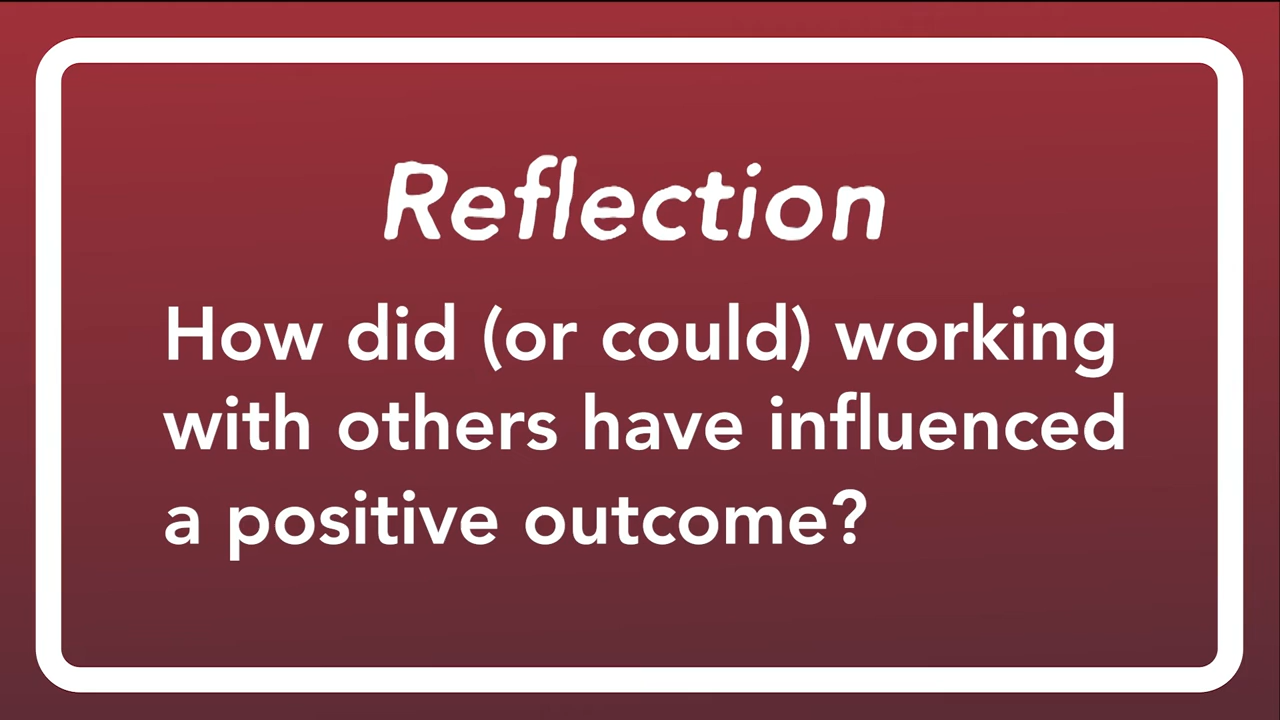 Reflection
How did (or could) working
with others have influenced
a positive outcome?